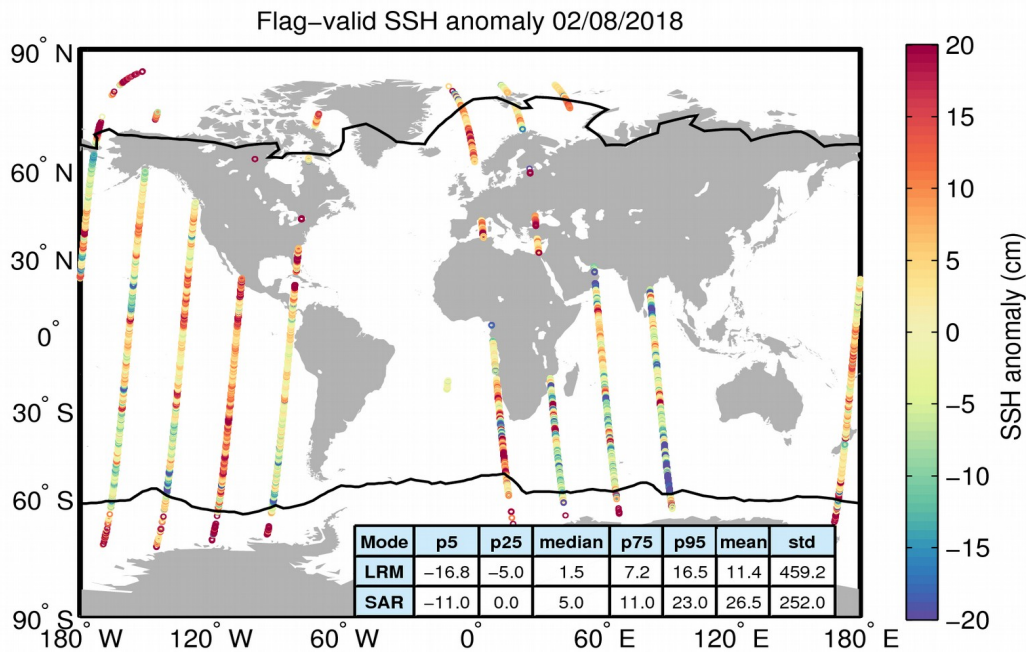 Flag−valid SSH anomaly 02/08/2018
90° N
60° N
30° N
0°
30° S
60° S
90° S
180° W 120° W 60° W 0° 60° E 120° E 180° E
Mode p5 p25 median p75 p95 mean std
LRM −16.8 −5.0 1.5 7.2 16.5 11.4 459.2
SAR −11.0 0.0 5.0 11.0 23.0 26.5 252.0
20
15
10
5
0
−5
−10
−15
−20
SSH anomaly (cm)